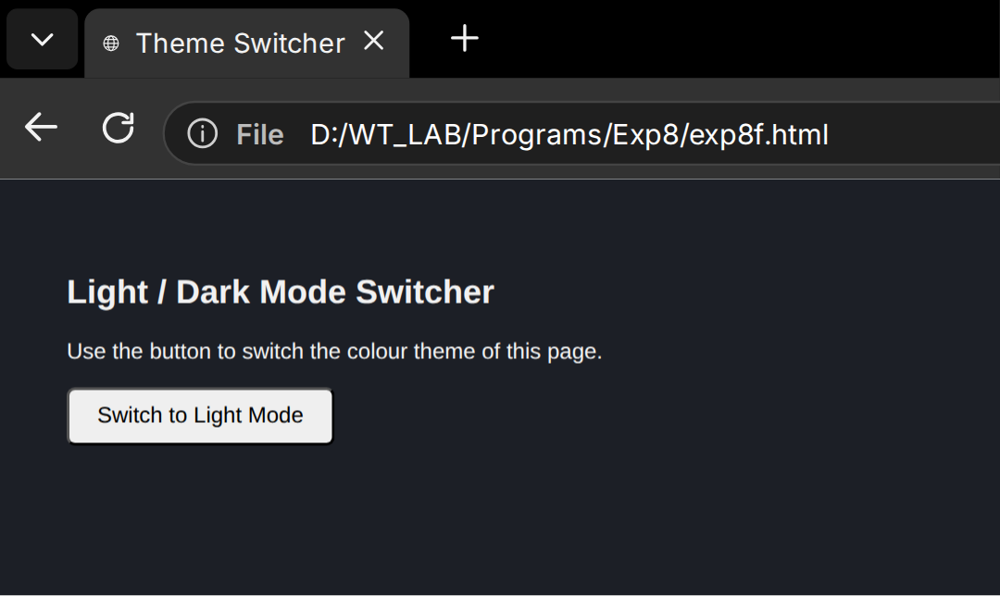 Theme Switcher
File D:/WT_LAB/Programs/Exp8/exp8f.html
Light / Dark Mode Switcher
Use the button to switch the colour theme of this page.
Switch to Light Mode